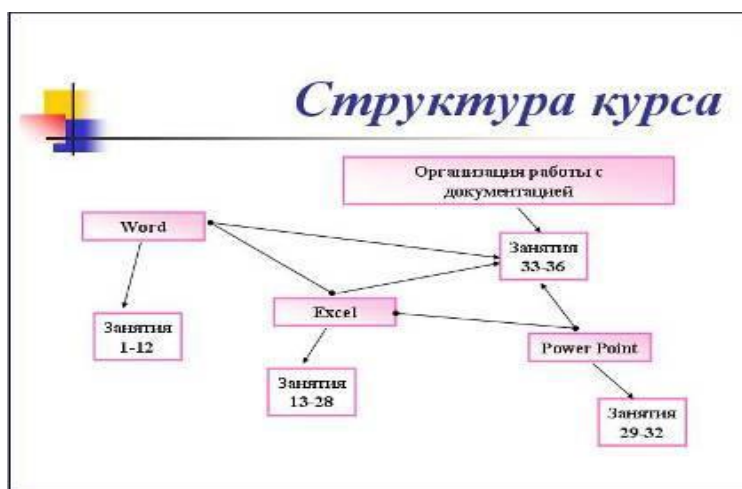 Структура курса
Организация работы с
документацией
Word
Занятия
33-36
Excel
Занятия
1-12
Power Point
Занятия
13-28
Занятия
29-32